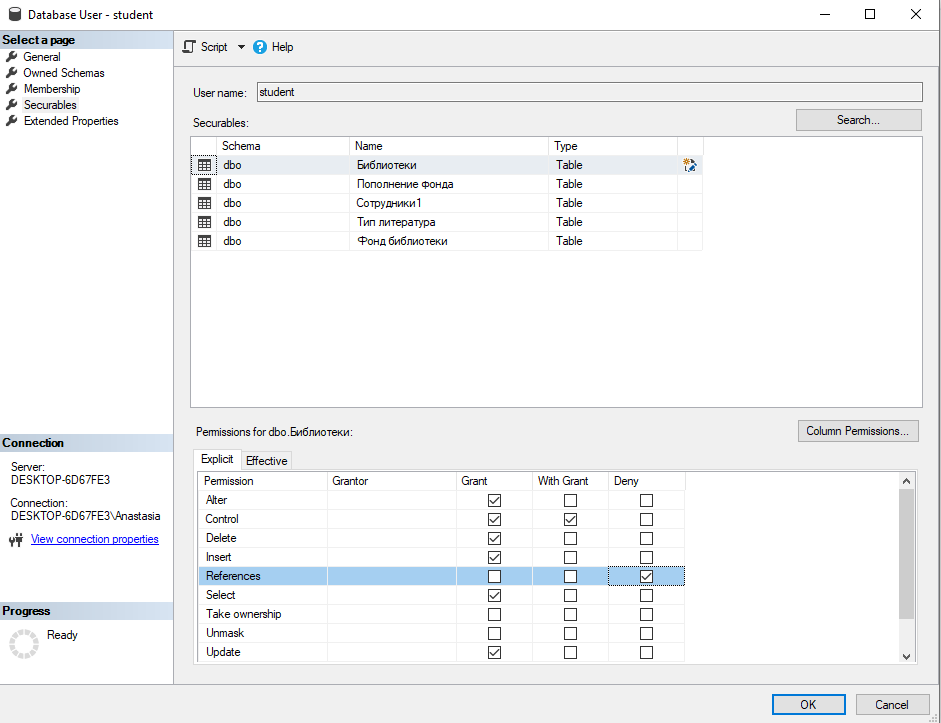 Database User - student
Select a page
General
Owned Schemas
Membership
Securables
Extended Properties
Script Help
User name: student
Securables: Search...
Schema Name Type
dbo Библиотеки Table
dbo Пополнение фонда Table
dbo Сотрудники1 Table
dbo Тип литература Table
dbo Фонд библиотеки Table
Connection
Server:
DESKTOP-6D67FE3
Connection:
DESKTOP-6D67FE3\Anastasia
View connection properties
Progress
Ready
Permissions for dbo.Библиотеки: Column Permissions...
Explicit Effective
Permission Grantor Grant With Grant Deny
Alter
Control
Delete
Insert
References
Select
Take ownership
Unmask
Update
OK Cancel